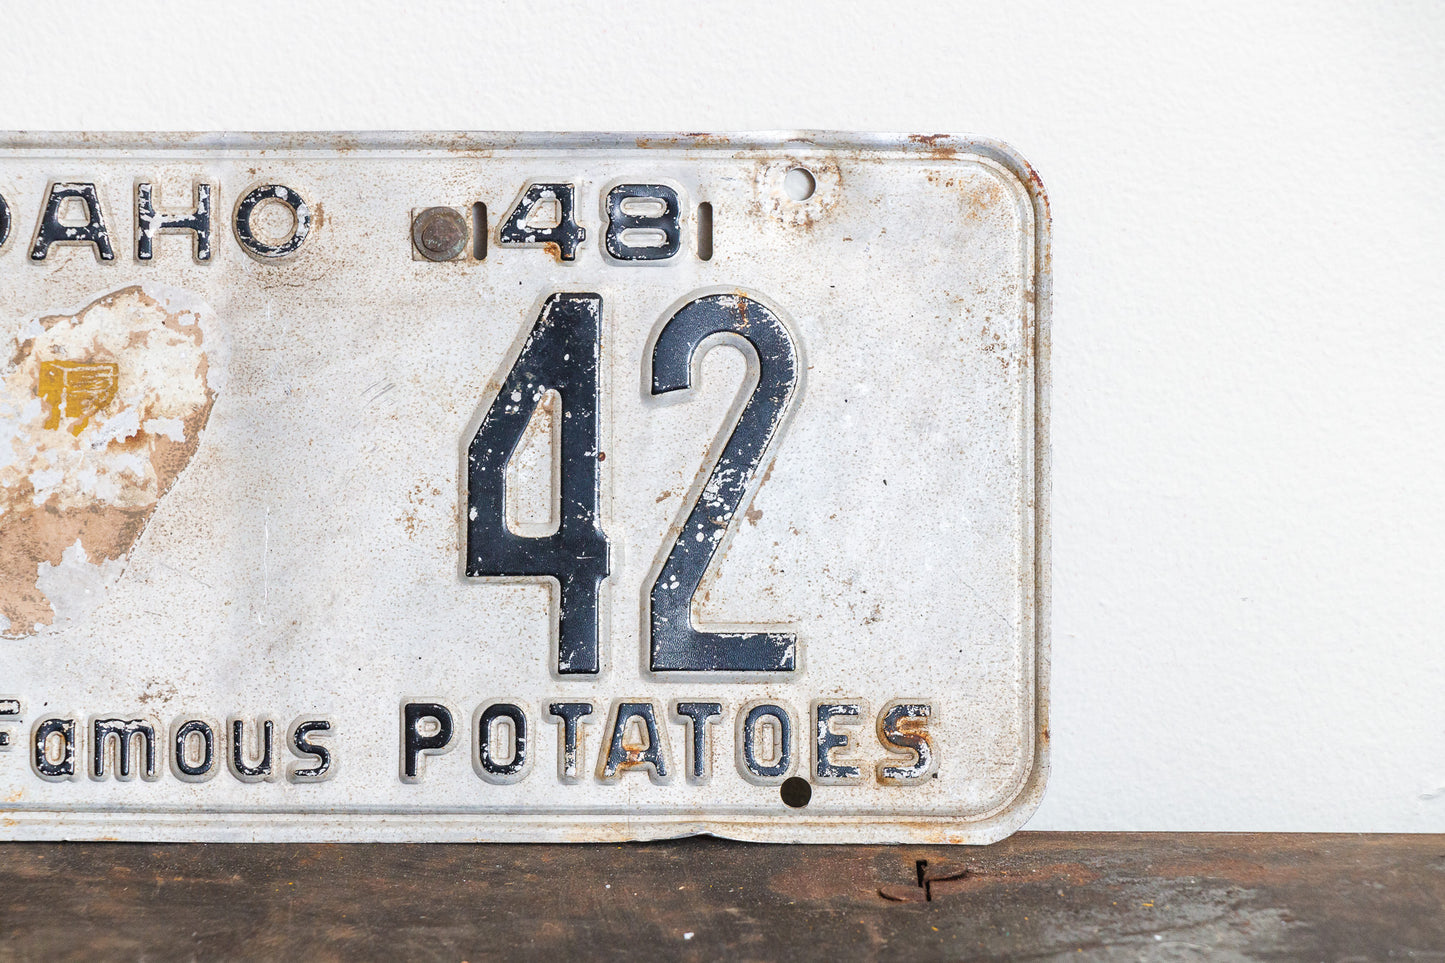 DAHO 48
42
Famous POTATOES